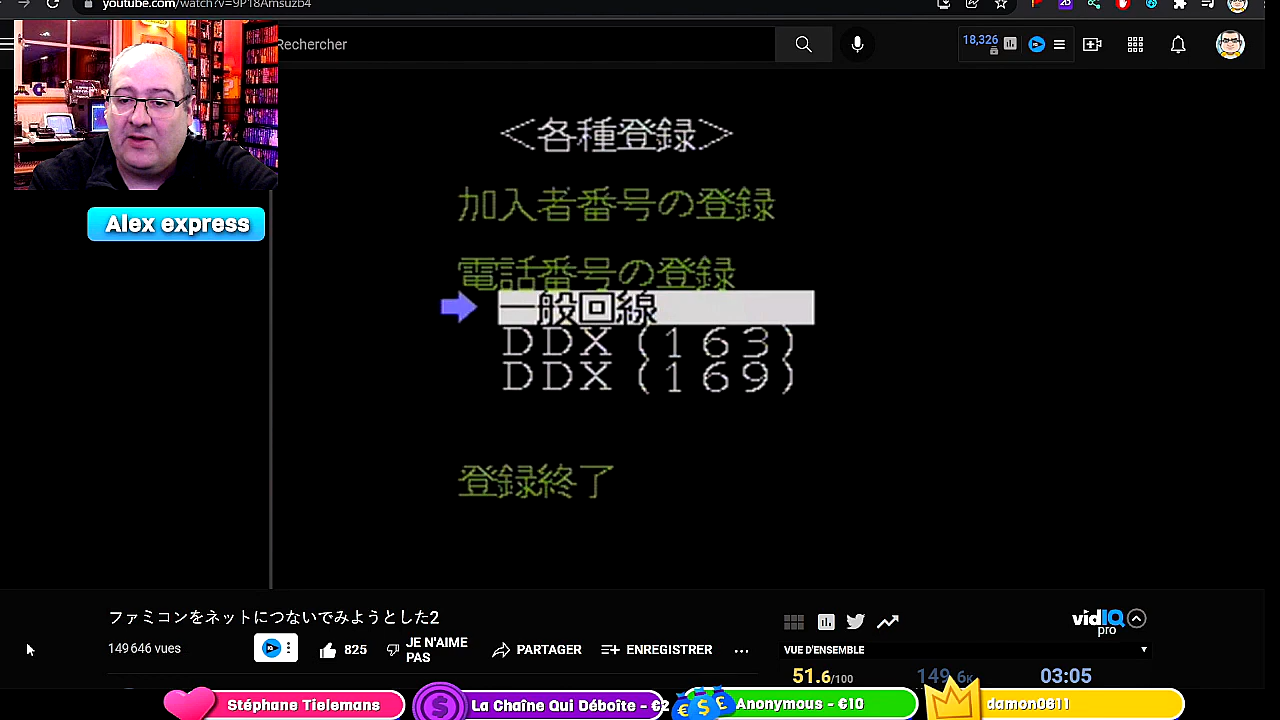 youtube.com/watch?v=9P18Amsuzb4
Rechercher
18,326
Alex express
<各種登録>
加入者番号の登録
電話番号の登録
一般回線
DDX(163)
DDX(169)
登録終了
ファミコンをネットにつないでみようとした2
149 646 vues
825
JE N'AIME PAS
PARTAGER
ENREGISTRER
vidIQ
pro
VUE D'ENSEMBLE
51.6/100
149.6K
03:05
Stéphane Tielemans
La Chaîne Qui Déboîte - €2
Anonymous - €10
damon0611